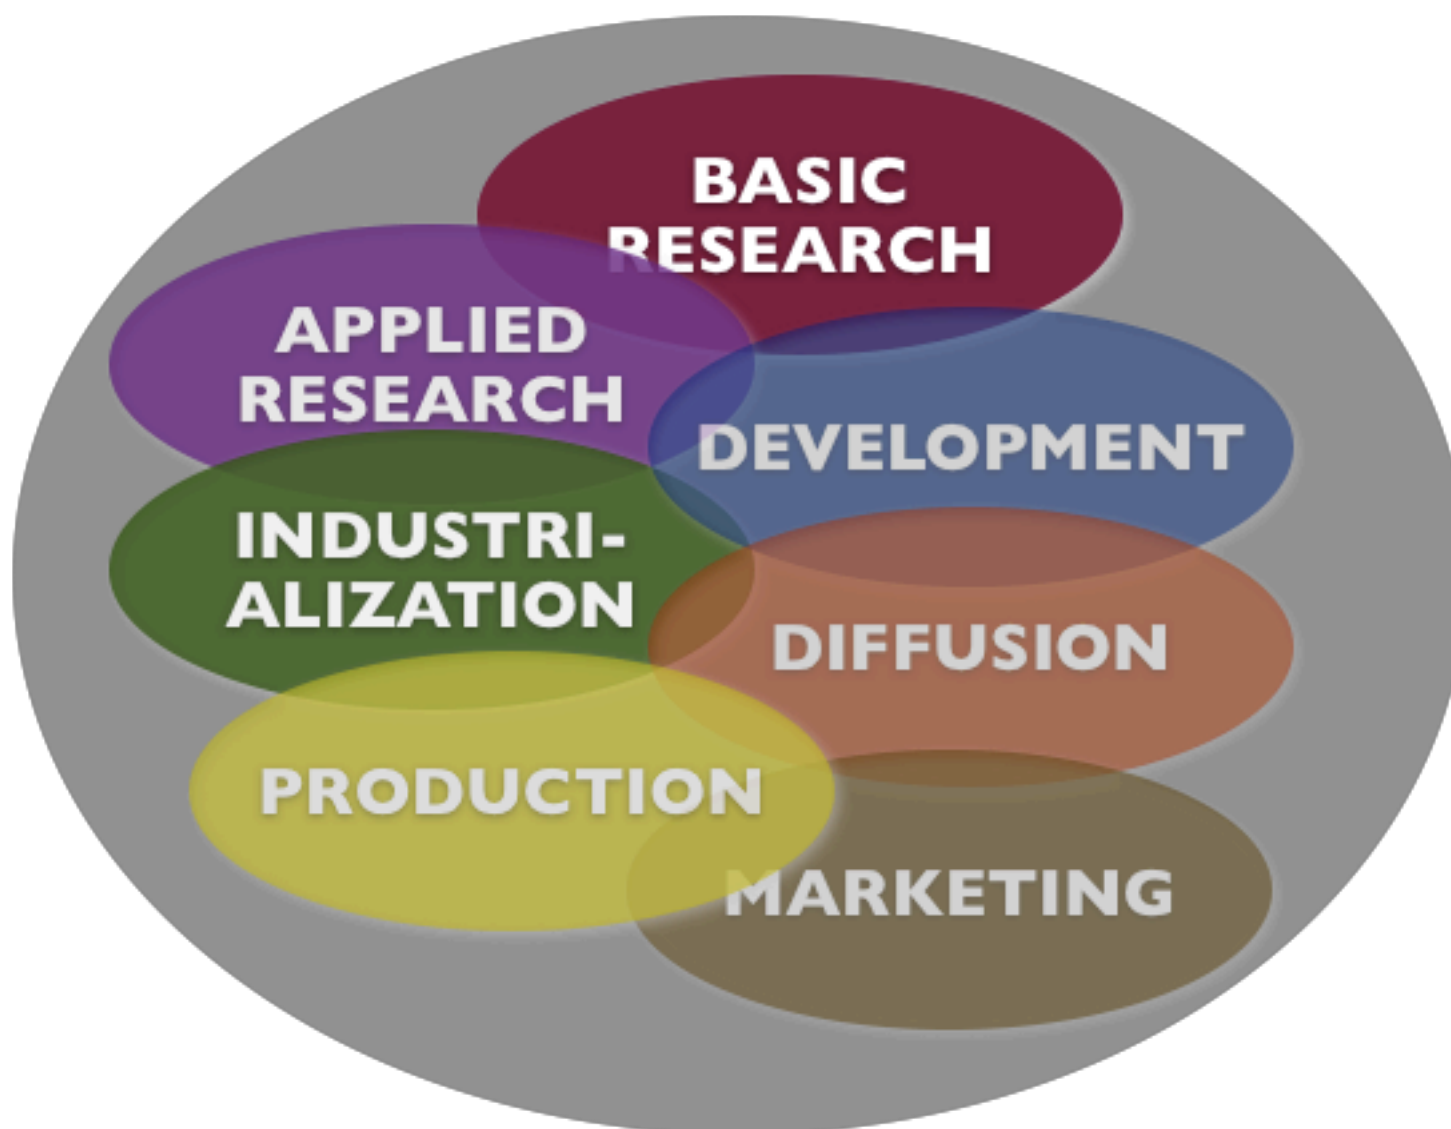 BASIC
RESEARCH
APPLIED
RESEARCH
DEVELOPMENT
INDUSTRI-
ALIZATION
DIFFUSION
PRODUCTION
MARKETING